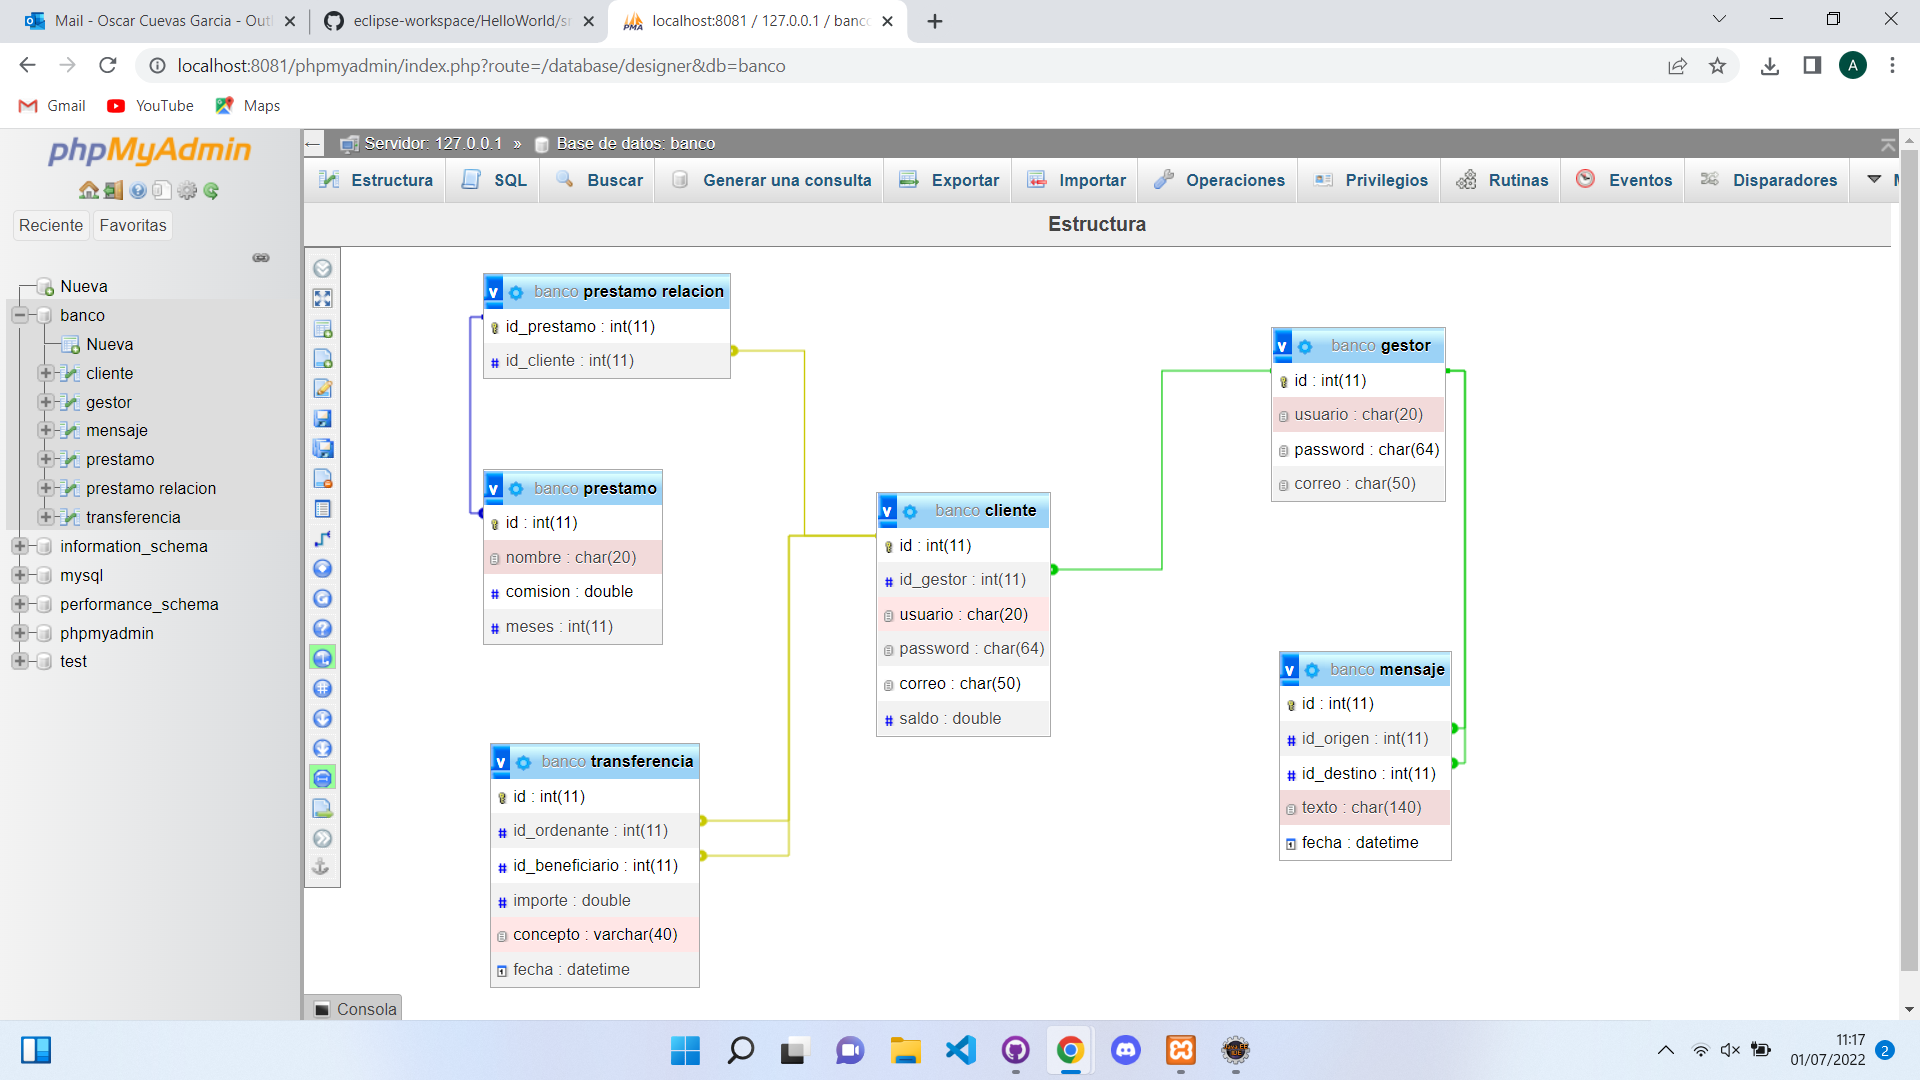 Mail - Oscar Cuevas Garcia - Outl
eclipse-workspace/HelloWorld/sr
localhost:8081 / 127.0.0.1 / banco
localhost:8081/phpmyadmin/index.php?route=/database/designer&db=banco
A
Gmail
YouTube
Maps
phpMyAdmin
Reciente
Favoritas
Nueva
banco
Nueva
cliente
gestor
mensaje
prestamo
prestamo relacion
transferencia
information_schema
mysql
performance_schema
phpmyadmin
test
Servidor: 127.0.0.1 » Base de datos: banco
Estructura
SQL
Buscar
Generar una consulta
Exportar
Importar
Operaciones
Privilegios
Rutinas
Eventos
Disparadores
Estructura
v banco prestamo relacion
id_prestamo : int(11)
# id_cliente : int(11)
v banco prestamo
id : int(11)
nombre : char(20)
# comision : double
# meses : int(11)
v banco transferencia
id : int(11)
# id_ordenante : int(11)
# id_beneficiario : int(11)
# importe : double
concepto : varchar(40)
fecha : datetime
v banco cliente
id : int(11)
# id_gestor : int(11)
usuario : char(20)
password : char(64)
correo : char(50)
# saldo : double
v banco gestor
id : int(11)
usuario : char(20)
password : char(64)
correo : char(50)
v banco mensaje
id : int(11)
# id_origen : int(11)
# id_destino : int(11)
texto : char(140)
fecha : datetime
Consola
11:17
01/07/2022
2